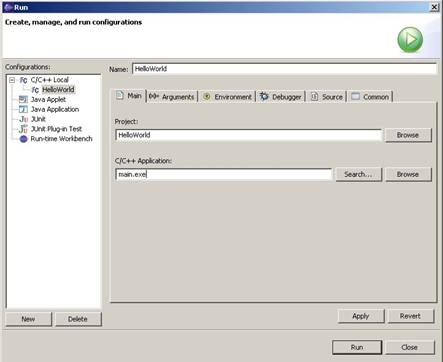 Run
Create, manage, and run configurations
Configurations:
C/C++ Local
HelloWorld
Java Applet
Java Application
JUnit
JUnit Plug-in Test
Run-time Workbench
New
Delete
Name: HelloWorld
Main (x)= Arguments Environment Debugger Source Common
Project:
HelloWorld Browse
C/C++ Application:
main.exe Search... Browse
Apply Revert
Run Close